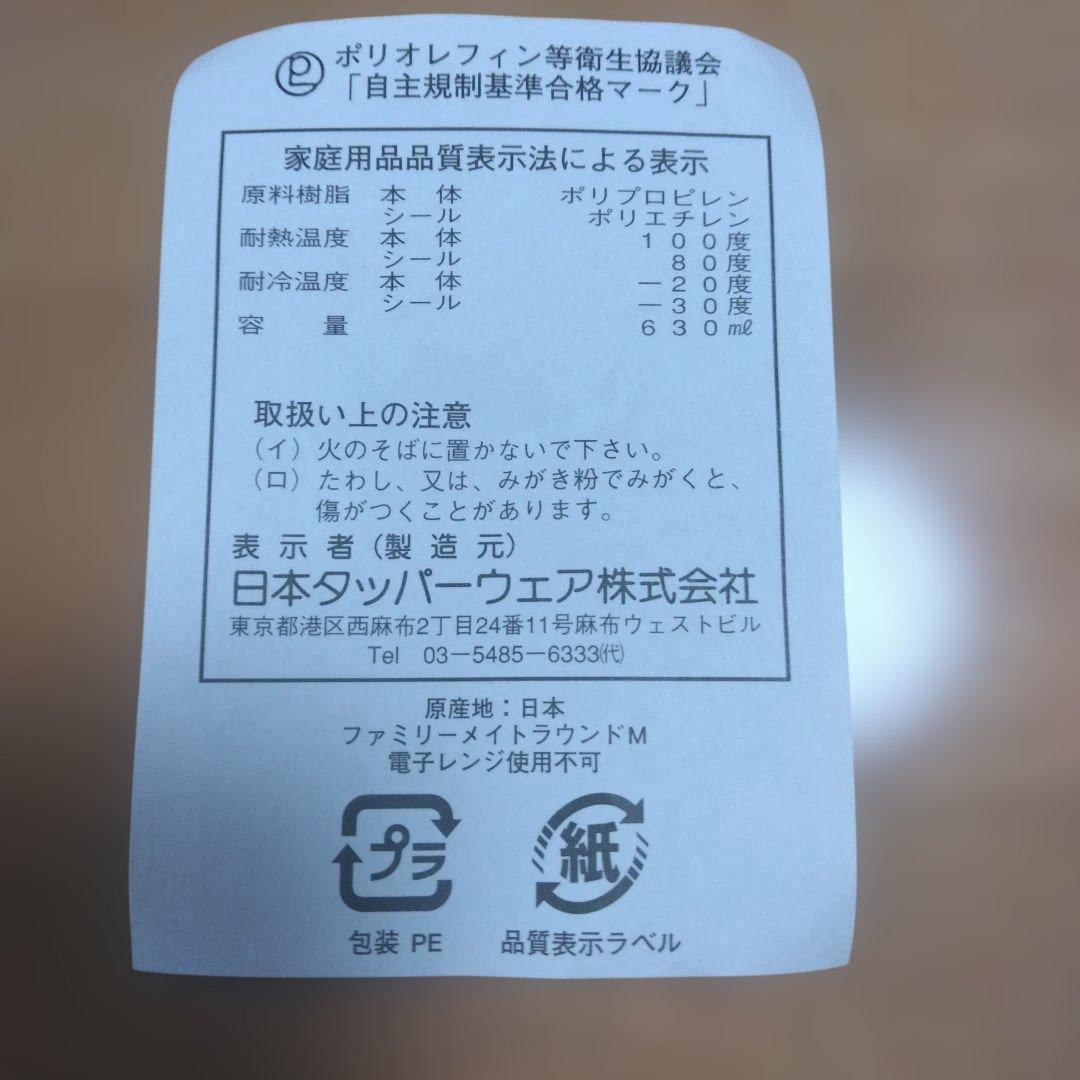 ポリオレフィン等衛生協議会
「自主規制基準合格マーク」
家庭用品品質表示法による表示
原料樹脂 本 体 ポリプロピレン
シール ポリエチレン
耐熱温度 本 体 100度
シール 80度
耐冷温度 本 体 -20度
シール -30度
容 量 630㎖
取扱い上の注意
(イ)火のそばに置かないで下さい。
(ロ)たわし、又は、みがき粉でみがくと、
傷がつくことがあります。
表示者(製造元)
日本タッパーウェア株式会社
東京都港区西麻布2丁目24番11号麻布ウェストビル
Tel 03-5485-6333㈹
原産地:日本
ファミリーメイトラウンドM
電子レンジ使用不可
プラ 紙
包装 PE 品質表示ラベル